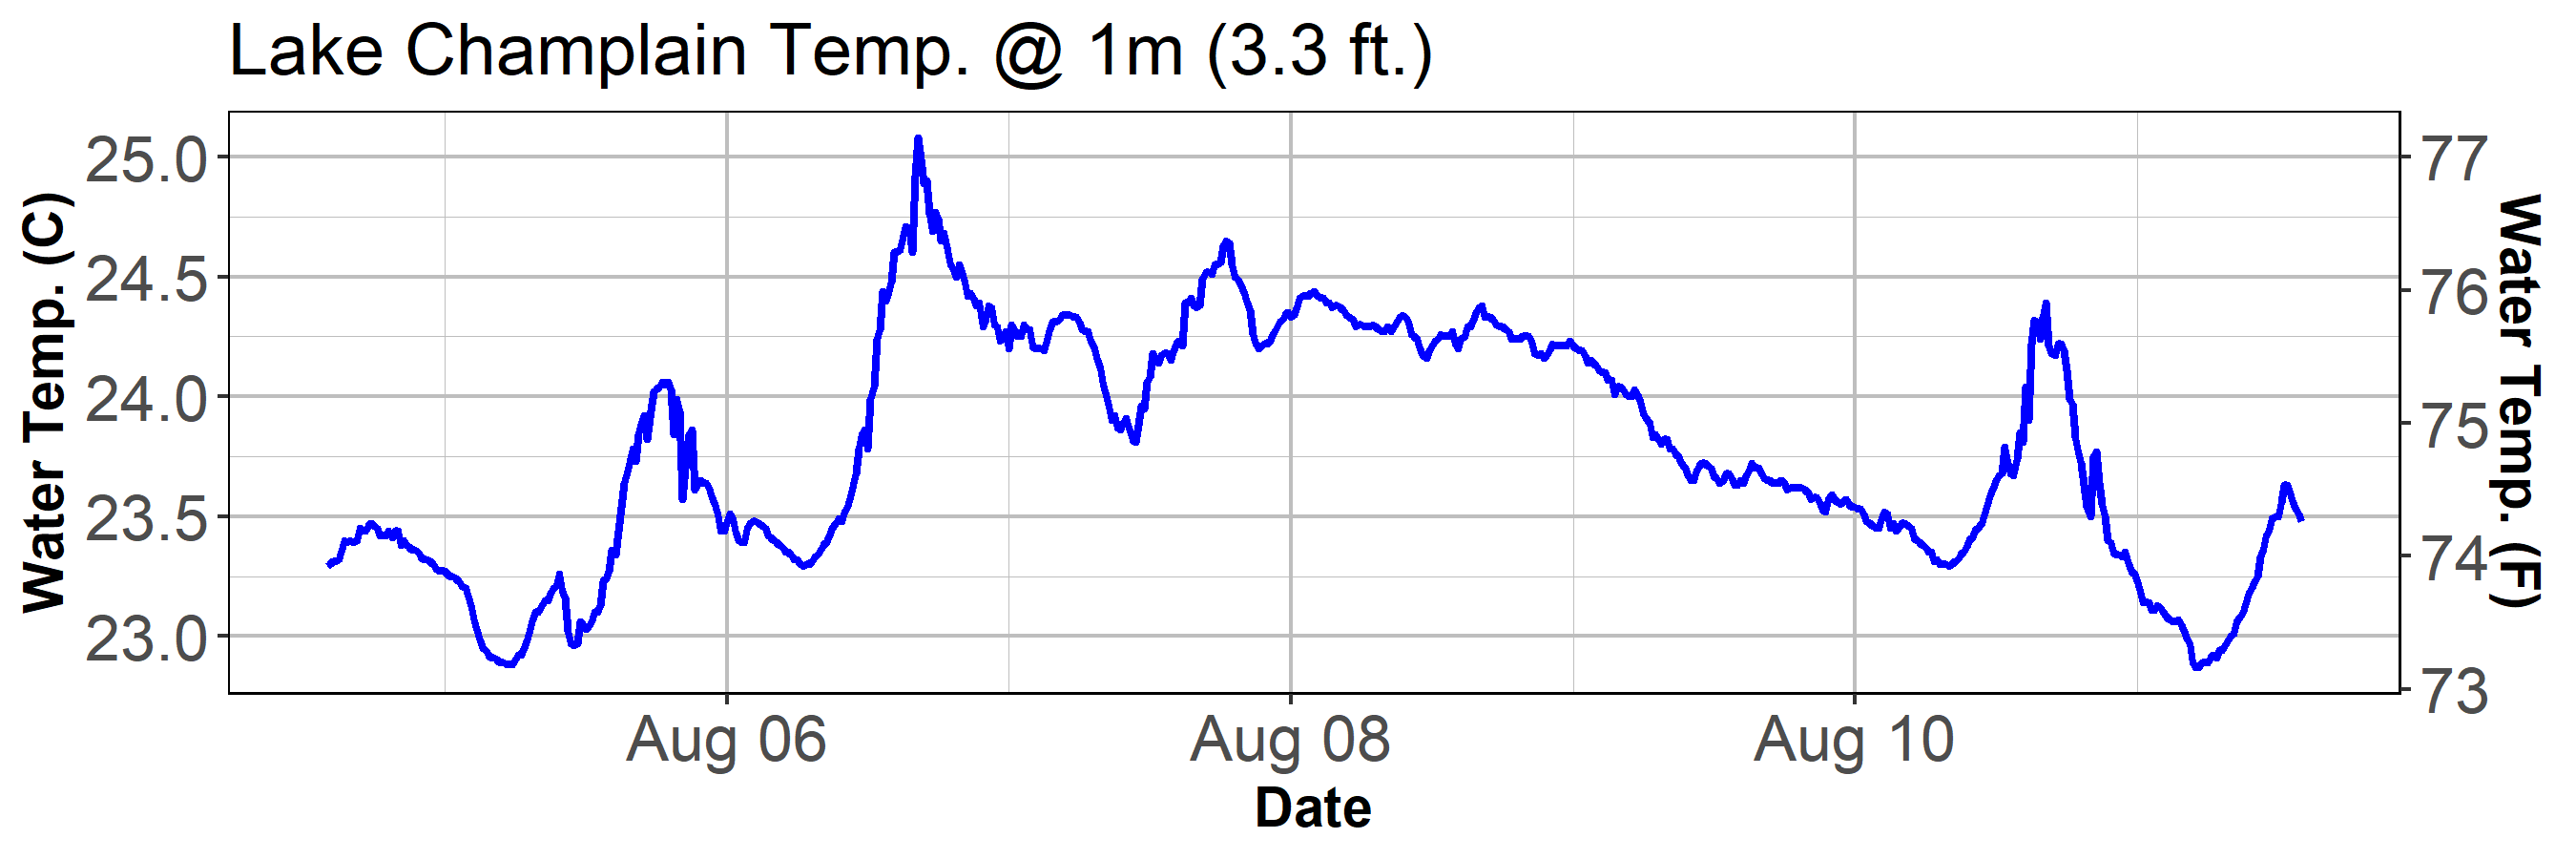 Lake Champlain Temp. @ 1m (3.3 ft.)
Water Temp. (C)
25.0
24.5
24.0
23.5
23.0
77
76
75
74
73
Water Temp. (F)
Aug 06
Aug 08
Aug 10
Date